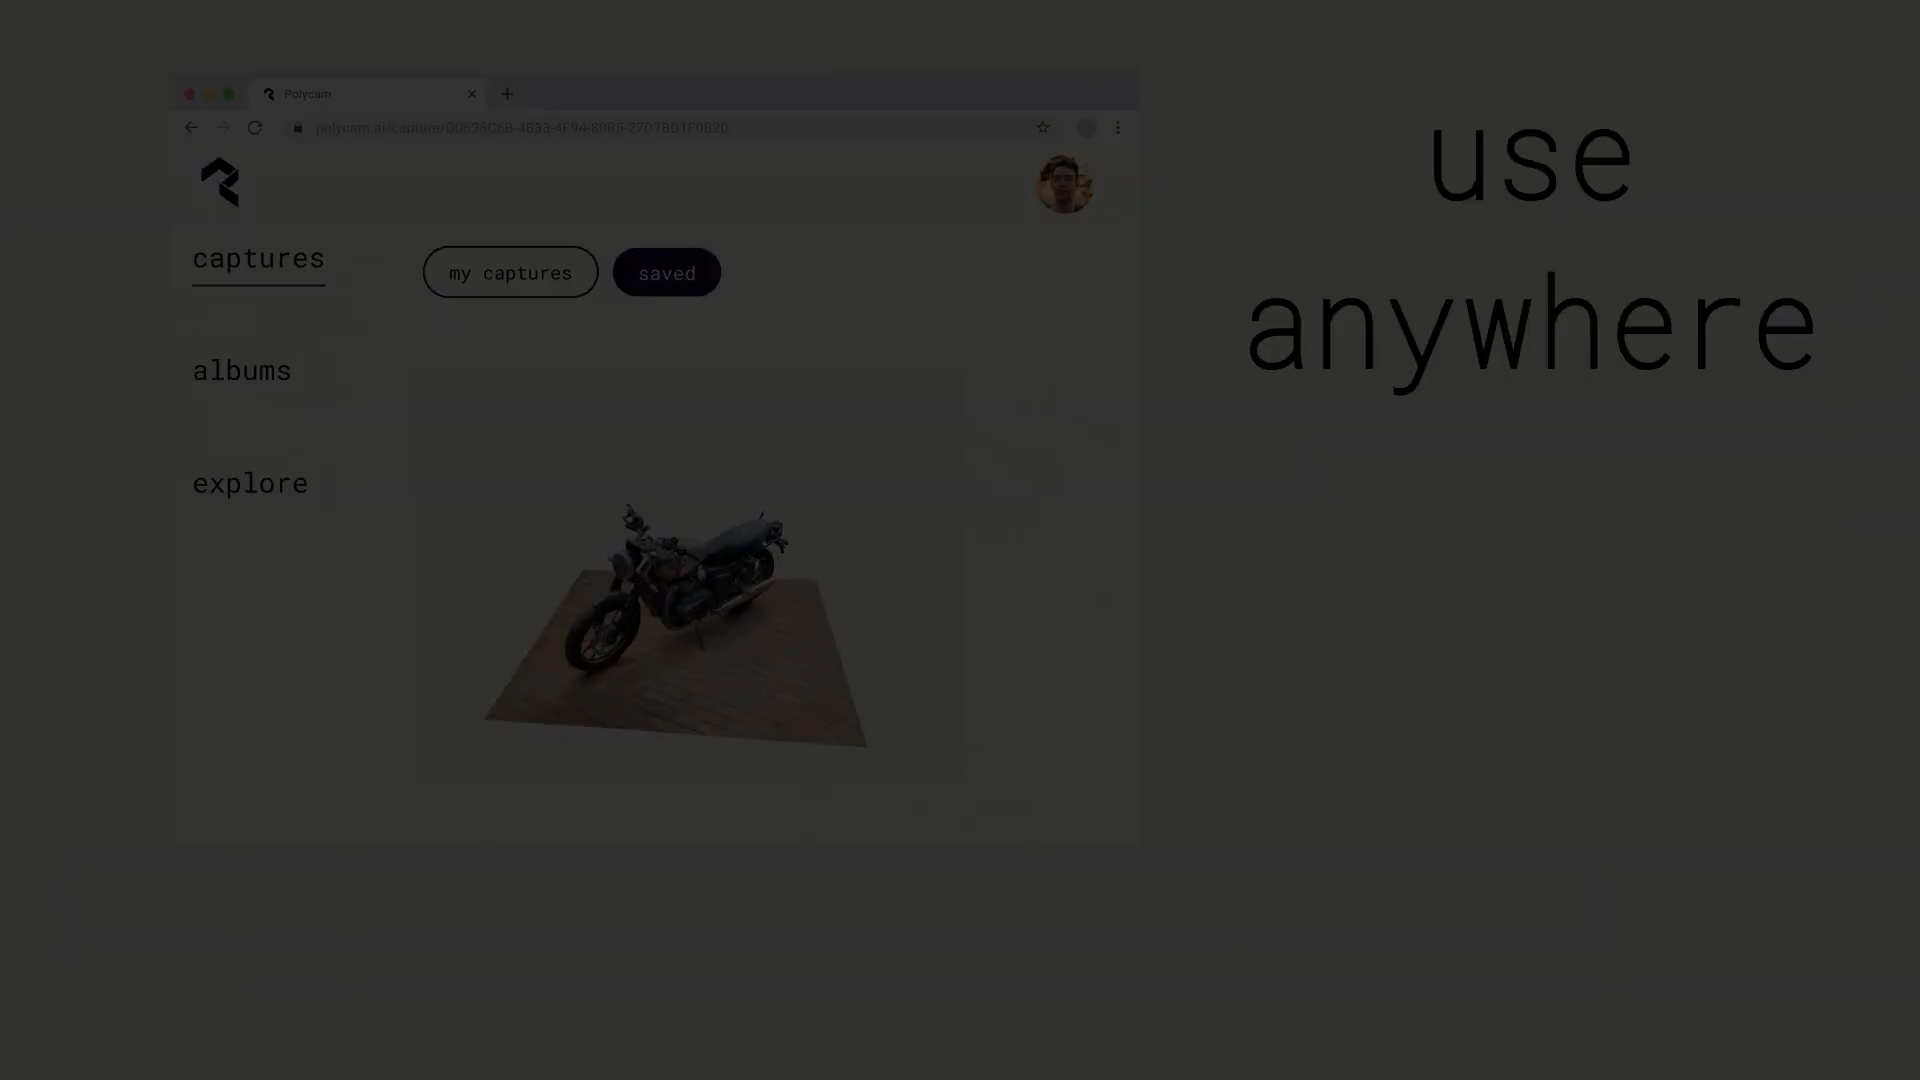 Polycam
use
anywhere
captures
my captures
saved
albums
explore